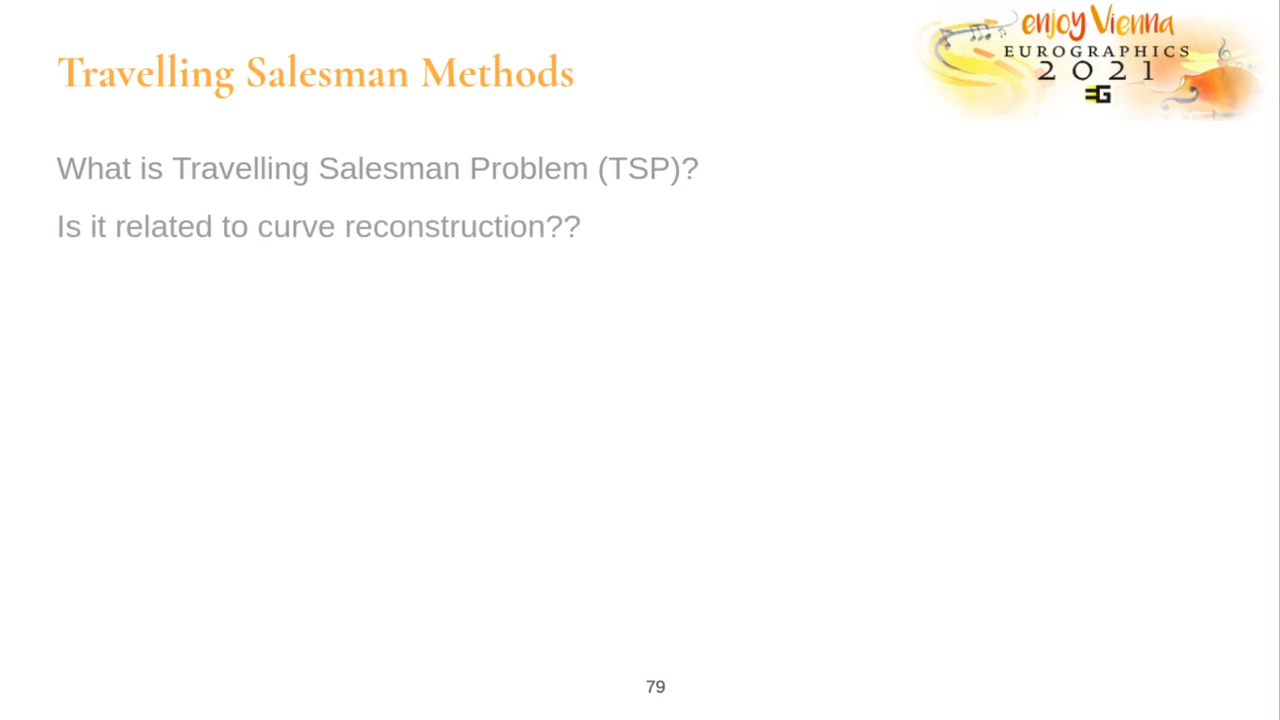 enjoy Vienna
EUROGRAPHICS
2021
EG
Travelling Salesman Methods
What is Travelling Salesman Problem (TSP)?
Is it related to curve reconstruction??
79